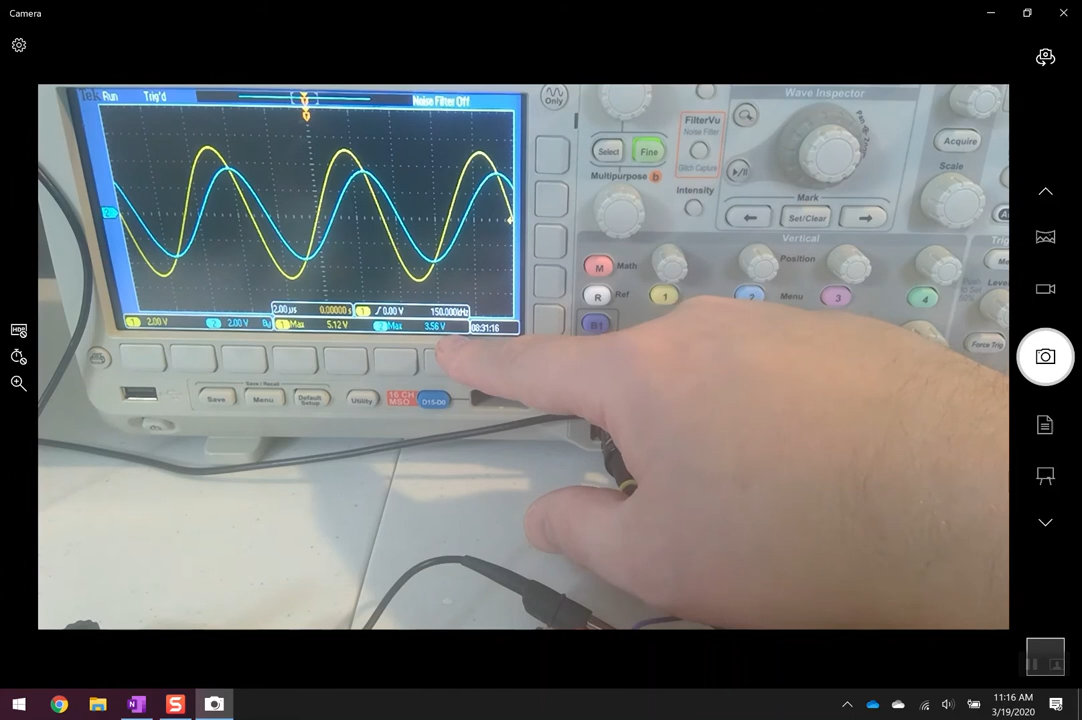 Camera
Tek Run Trig'd
Noise Filter Off
2.00 μs 0.00000 s
1 ∫ 0.00 V 150.000kHz
1 2.00 V 2 2.00 V
1 Max 5.12 V 2 Max 3.56 V
08:31:16
Only
Select Fine
Multipurpose b
FilterVu
Noise Filter
Glitch Capture
Intensity
Wave Inspector
Pan
Mark
← Set/Clear →
Acquire
Scale
Vertical
Position
M Math
R Ref
B1
1 2 Menu 3 4
Force Trig
Save / Recall
Save Menu Default Setup Utility
16 CH MSO
D15-D0
HDR
11:16 AM
3/19/2020